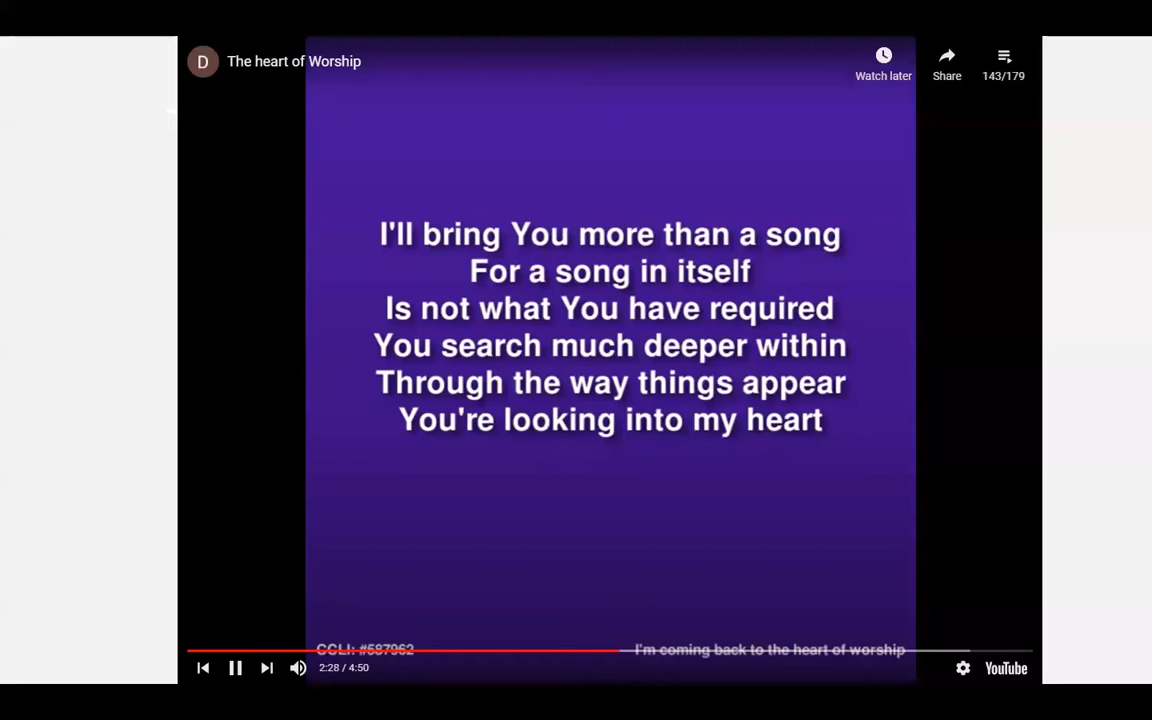 D
The heart of Worship
Watch later
Share
143/179
I'll bring You more than a song
For a song in itself
Is not what You have required
You search much deeper within
Through the way things appear
You're looking into my heart
CCLI: #587962
I'm coming back to the heart of worship
2:28 / 4:50
YouTube